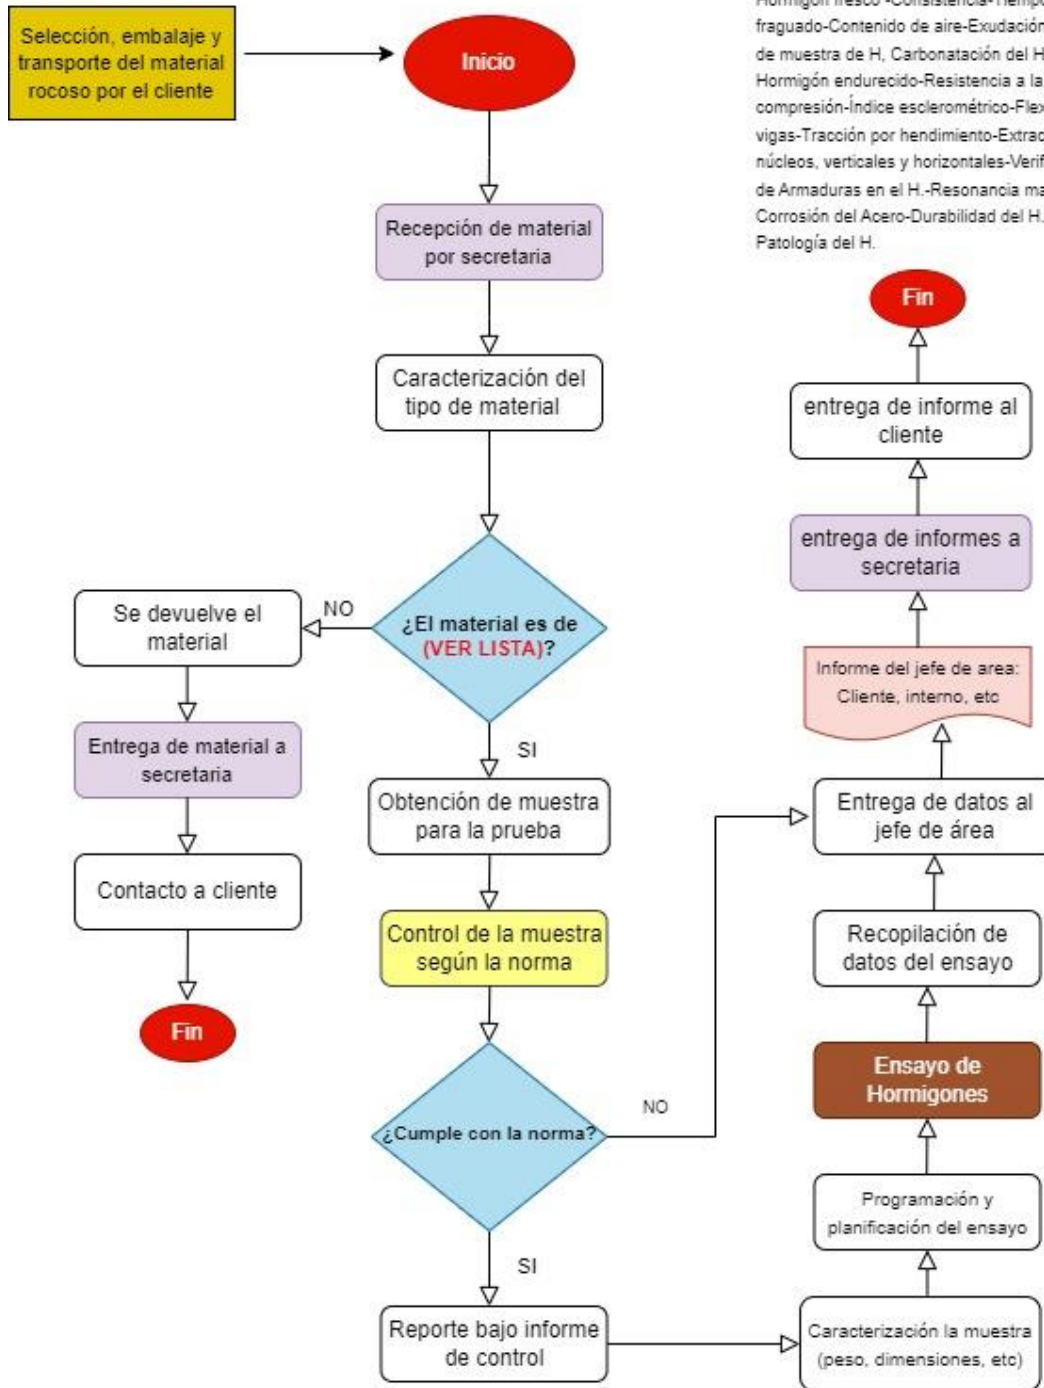 Selección, embalaje y
transporte del material
rocoso por el cliente
Inicio
Recepción de material
por secretaria
Caracterización del
tipo de material
¿El material es de
(VER LISTA)?
NO
Se devuelve el
material
Entrega de material a
secretaria
Contacto a cliente
Fin
SI
Obtención de muestra
para la prueba
Control de la muestra
según la norma
¿Cumple con la norma?
NO
SI
Reporte bajo informe
de control
fraguado-Contenido de aire-Exudación
de muestra de H, Carbonatación del H
Hormigón endurecido-Resistencia a la
compresión-Índice esclerométrico-
vigas-Tracción por hendimiento-
núcleos, verticales y horizontales-
de Armaduras en el H.-Resonancia
Corrosión del Acero-Durabilidad del H.
Patología del H.
Fin
entrega de informe al
cliente
entrega de informes a
secretaria
Informe del jefe de area:
Cliente, interno, etc
Entrega de datos al
jefe de área
Recopilación de
datos del ensayo
Ensayo de
Hormigones
Programación y
planificación del ensayo
Caracterización la muestra
(peso, dimensiones, etc)